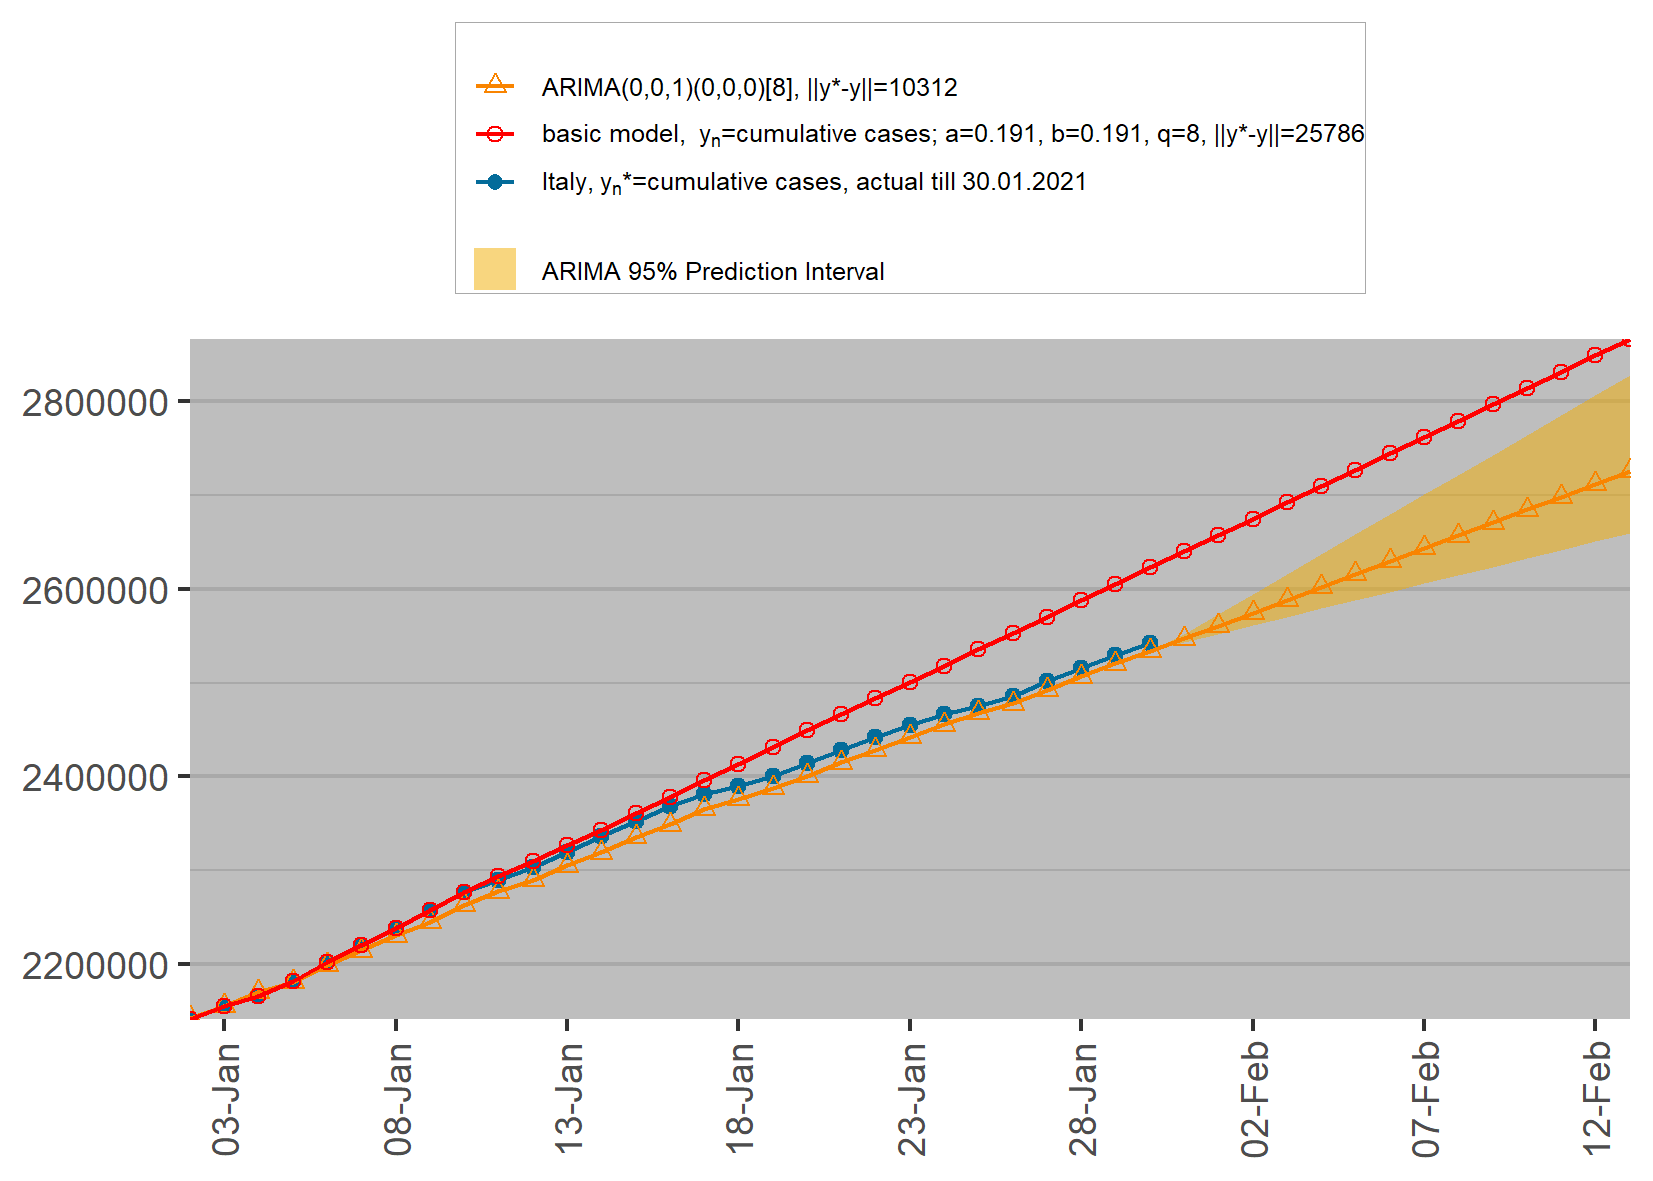 ARIMA(0,0,1)(0,0,0)[8], ||y*-y||=10312
basic model,  yn=cumulative cases; a=0.191, b=0.191, q=8, ||y*-y||=25786
Italy, yn*=cumulative cases, actual till 30.01.2021
ARIMA 95% Prediction Interval
2800000
2600000
2400000
2200000
03-Jan
08-Jan
13-Jan
18-Jan
23-Jan
28-Jan
02-Feb
07-Feb
12-Feb